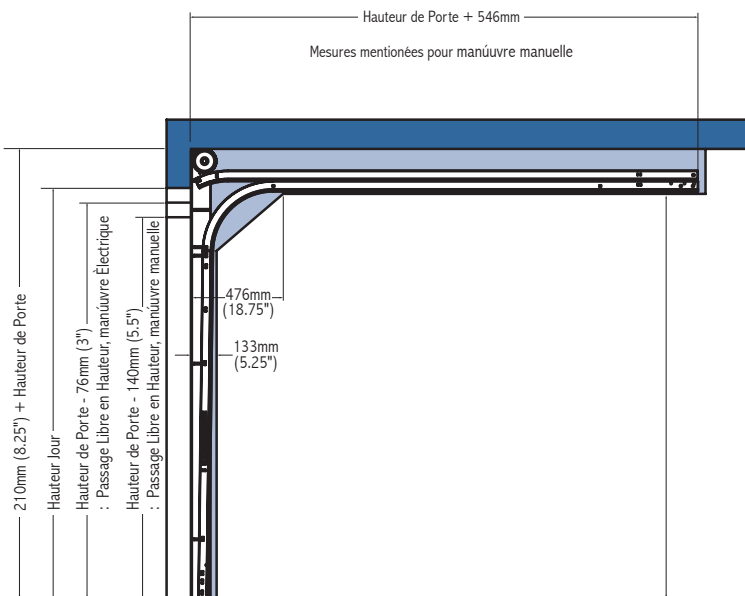 Hauteur de Porte + 546mm
Mesures mentionées pour manúuvre manuelle
476mm
(18.75")
133mm
(5.25")
210mm (8.25") + Hauteur de Porte
Hauteur Jour
Hauteur de Porte - 76mm (3")
: Passage Libre en Hauteur, manúuvre Èlectrique
Hauteur de Porte - 140mm (5.5")
: Passage Libre en Hauteur, manúuvre manuelle